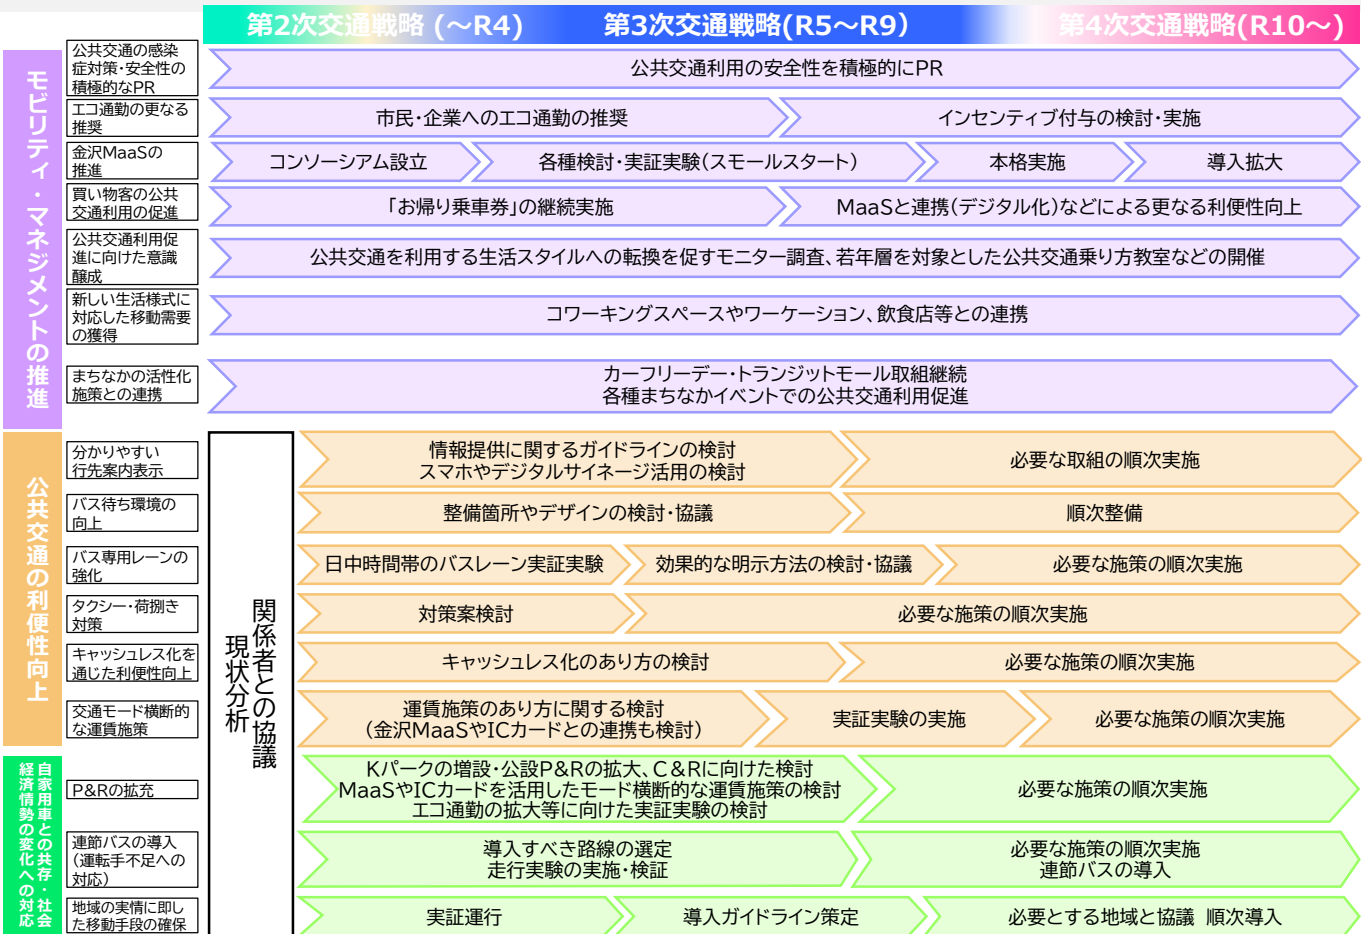 第2次交通戦略 (～R4)
第3次交通戦略(R5～R9)
第4次交通戦略(R10～)
モビリティ・マネジメントの推進
公共交通の感染
症対策・安全性の
積極的なPR
公共交通利用の安全性を積極的にPR
エコ通勤の更なる
推奨
市民・企業へのエコ通勤の推奨
インセンティブ付与の検討・実施
金沢MaaSの
推進
コンソーシアム設立
各種検討・実証実験(スモールスタート)
本格実施
導入拡大
買い物客の公共
交通利用の促進
「お帰り乗車券」の継続実施
MaaSと連携(デジタル化)などによる更なる利便性向上
公共交通利用促
進に向けた意識
醸成
公共交通を利用する生活スタイルへの転換を促すモニター調査、若年層を対象とした公共交通乗り方教室などの開催
新しい生活様式に
対応した移動需要
の獲得
コワーキングスペースやワーケーション、飲食店等との連携
まちなかの活性化
施策との連携
カーフリーデー・トランジットモール取組継続
各種まちなかイベントでの公共交通利用促進
公共交通の利便性向上
関係者との協議
現状分析
分かりやすい
行先案内表示
情報提供に関するガイドラインの検討
スマホやデジタルサイネージ活用の検討
必要な取組の順次実施
バス待ち環境の
向上
整備箇所やデザインの検討・協議
順次整備
バス専用レーンの
強化
日中時間帯のバスレーン実証実験
効果的な明示方法の検討・協議
必要な施策の順次実施
タクシー・荷捌き
対策
対策案検討
必要な施策の順次実施
キャッシュレス化を
通じた利便性向上
キャッシュレス化のあり方の検討
必要な施策の順次実施
交通モード横断的
な運賃施策
運賃施策のあり方に関する検討
(金沢MaaSやICカードとの連携も検討)
実証実験の実施
必要な施策の順次実施
自家用車との共存・社会
経済情勢の変化への対応
P&Rの拡充
Kパークの増設・公設P&Rの拡大、C&Rに向けた検討
MaaSやICカードを活用したモード横断的な運賃施策の検討
エコ通勤の拡大等に向けた実証実験の検討
必要な施策の順次実施
連節バスの導入
(運転手不足への
対応)
導入すべき路線の選定
走行実験の実施・検証
必要な施策の順次実施
連節バスの導入
地域の実情に即し
た移動手段の確保
実証運行
導入ガイドライン策定
必要とする地域と協議 順次導入